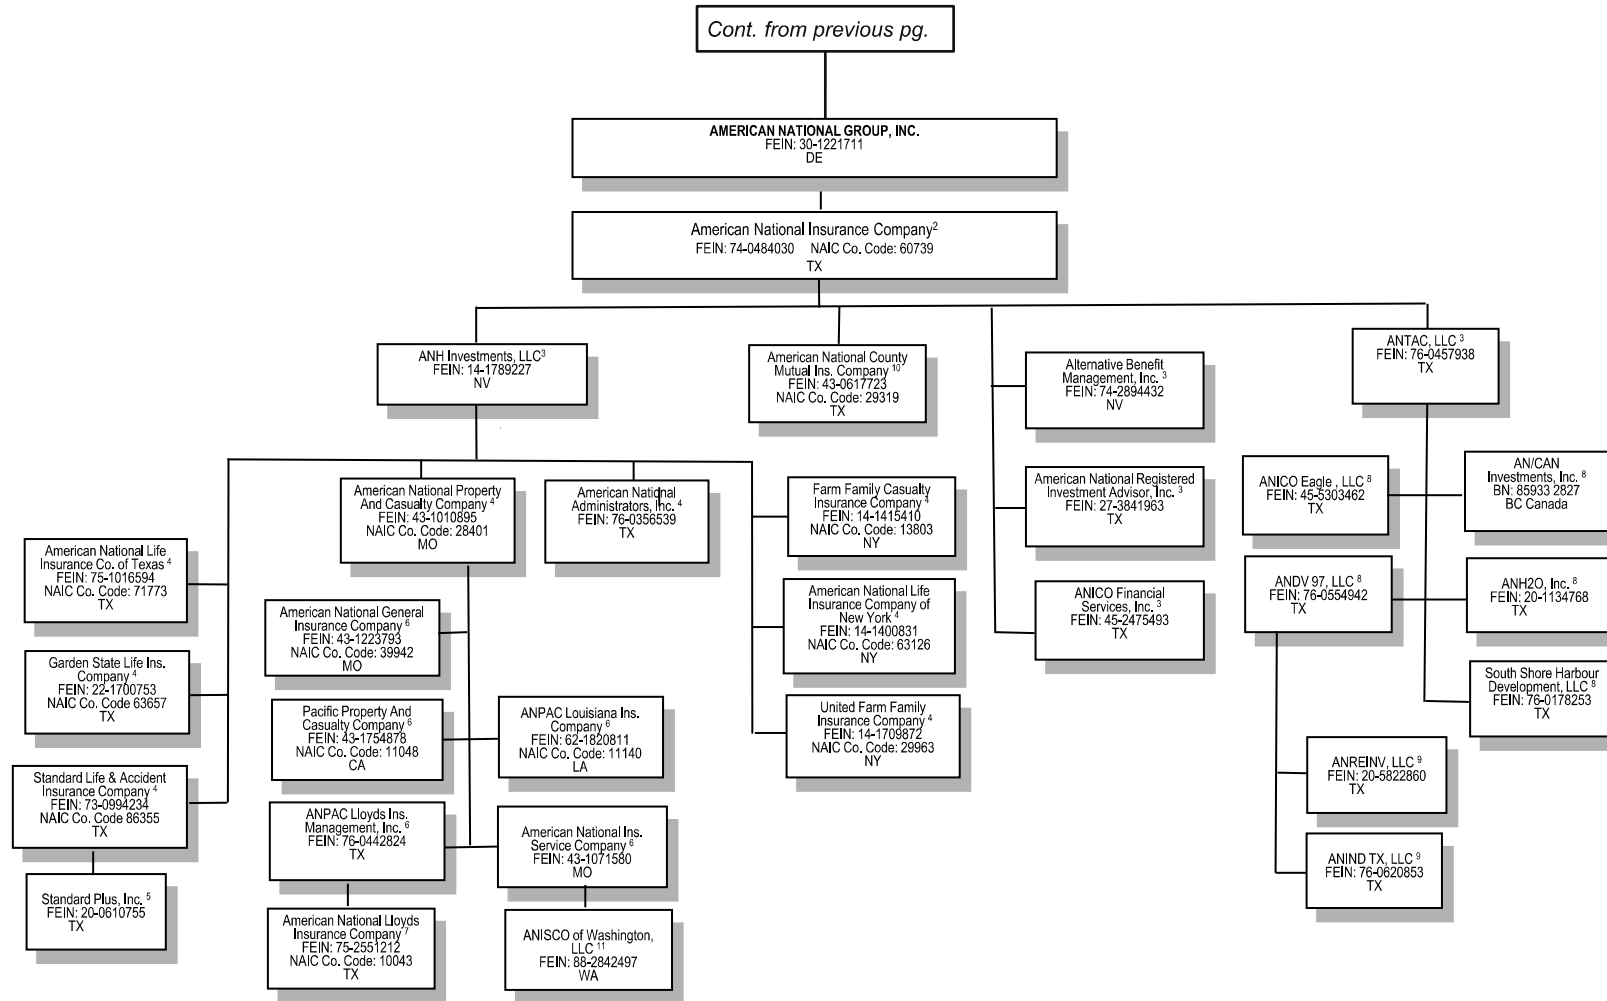 Cont. from previous pg.
AMERICAN NATIONAL GROUP, INC.
FEIN: 30-1221711
DE
American National Insurance Company2
FEIN: 74-0484030 NAIC Co. Code: 60739
TX
ANH Investments, LLC3
FEIN: 14-1789227
NV
American National County
Mutual Ins. Company 10
FEIN: 43-0617723
NAIC Co. Code: 29319
TX
Alternative Benefit
Management, Inc. 3
FEIN: 74-2894432
NV
ANTAC, LLC 3
FEIN: 76-0457938
TX
American National Property
And Casualty Company 4
FEIN: 43-1010895
NAIC Co. Code: 28401
MO
American National
Administrators, Inc. 4
FEIN: 76-0356539
TX
Farm Family Casualty
Insurance Company 4
FEIN: 14-1415410
NAIC Co. Code: 13803
NY
American National Registered
Investment Advisor, Inc. 3
FEIN: 27-3841963
TX
ANICO Eagle , LLC 8
FEIN: 45-5303462
TX
AN/CAN
Investments, Inc. 8
BN: 85933 2827
BC Canada
American National Life
Insurance Co. of Texas 4
FEIN: 75-1016594
NAIC Co. Code: 71773
TX
American National General
Insurance Company 6
FEIN: 43-1223793
NAIC Co. Code: 39942
MO
American National Life
Insurance Company of
New York 4
FEIN: 14-1400831
NAIC Co. Code: 63126
NY
ANICO Financial
Services, Inc. 3
FEIN: 45-2475493
TX
ANDV 97, LLC 8
FEIN: 76-0554942
TX
ANH2O, Inc. 8
FEIN: 20-1134768
TX
Garden State Life Ins.
Company 4
FEIN: 22-1700753
NAIC Co. Code 63657
TX
Pacific Property And
Casualty Company 6
FEIN: 43-1754878
NAIC Co. Code: 11048
CA
ANPAC Louisiana Ins.
Company 6
FEIN: 62-1820811
NAIC Co. Code: 11140
LA
United Farm Family
Insurance Company 4
FEIN: 14-1709872
NAIC Co. Code: 29963
NY
South Shore Harbour
Development, LLC 8
FEIN: 76-0178253
TX
Standard Life & Accident
Insurance Company 4
FEIN: 73-0994234
NAIC Co. Code 86355
TX
ANPAC Lloyds Ins.
Management, Inc. 6
FEIN: 76-0442824
TX
American National Ins.
Service Company 6
FEIN: 43-1071580
MO
ANREINV, LLC 9
FEIN: 20-5822860
TX
Standard Plus, Inc. 5
FEIN: 20-0610755
TX
American National Lloyds
Insurance Company 7
FEIN: 75-2551212
NAIC Co. Code: 10043
TX
ANISCO of Washington,
LLC 11
FEIN: 88-2842497
WA
ANIND TX, LLC 9
FEIN: 76-0620853
TX